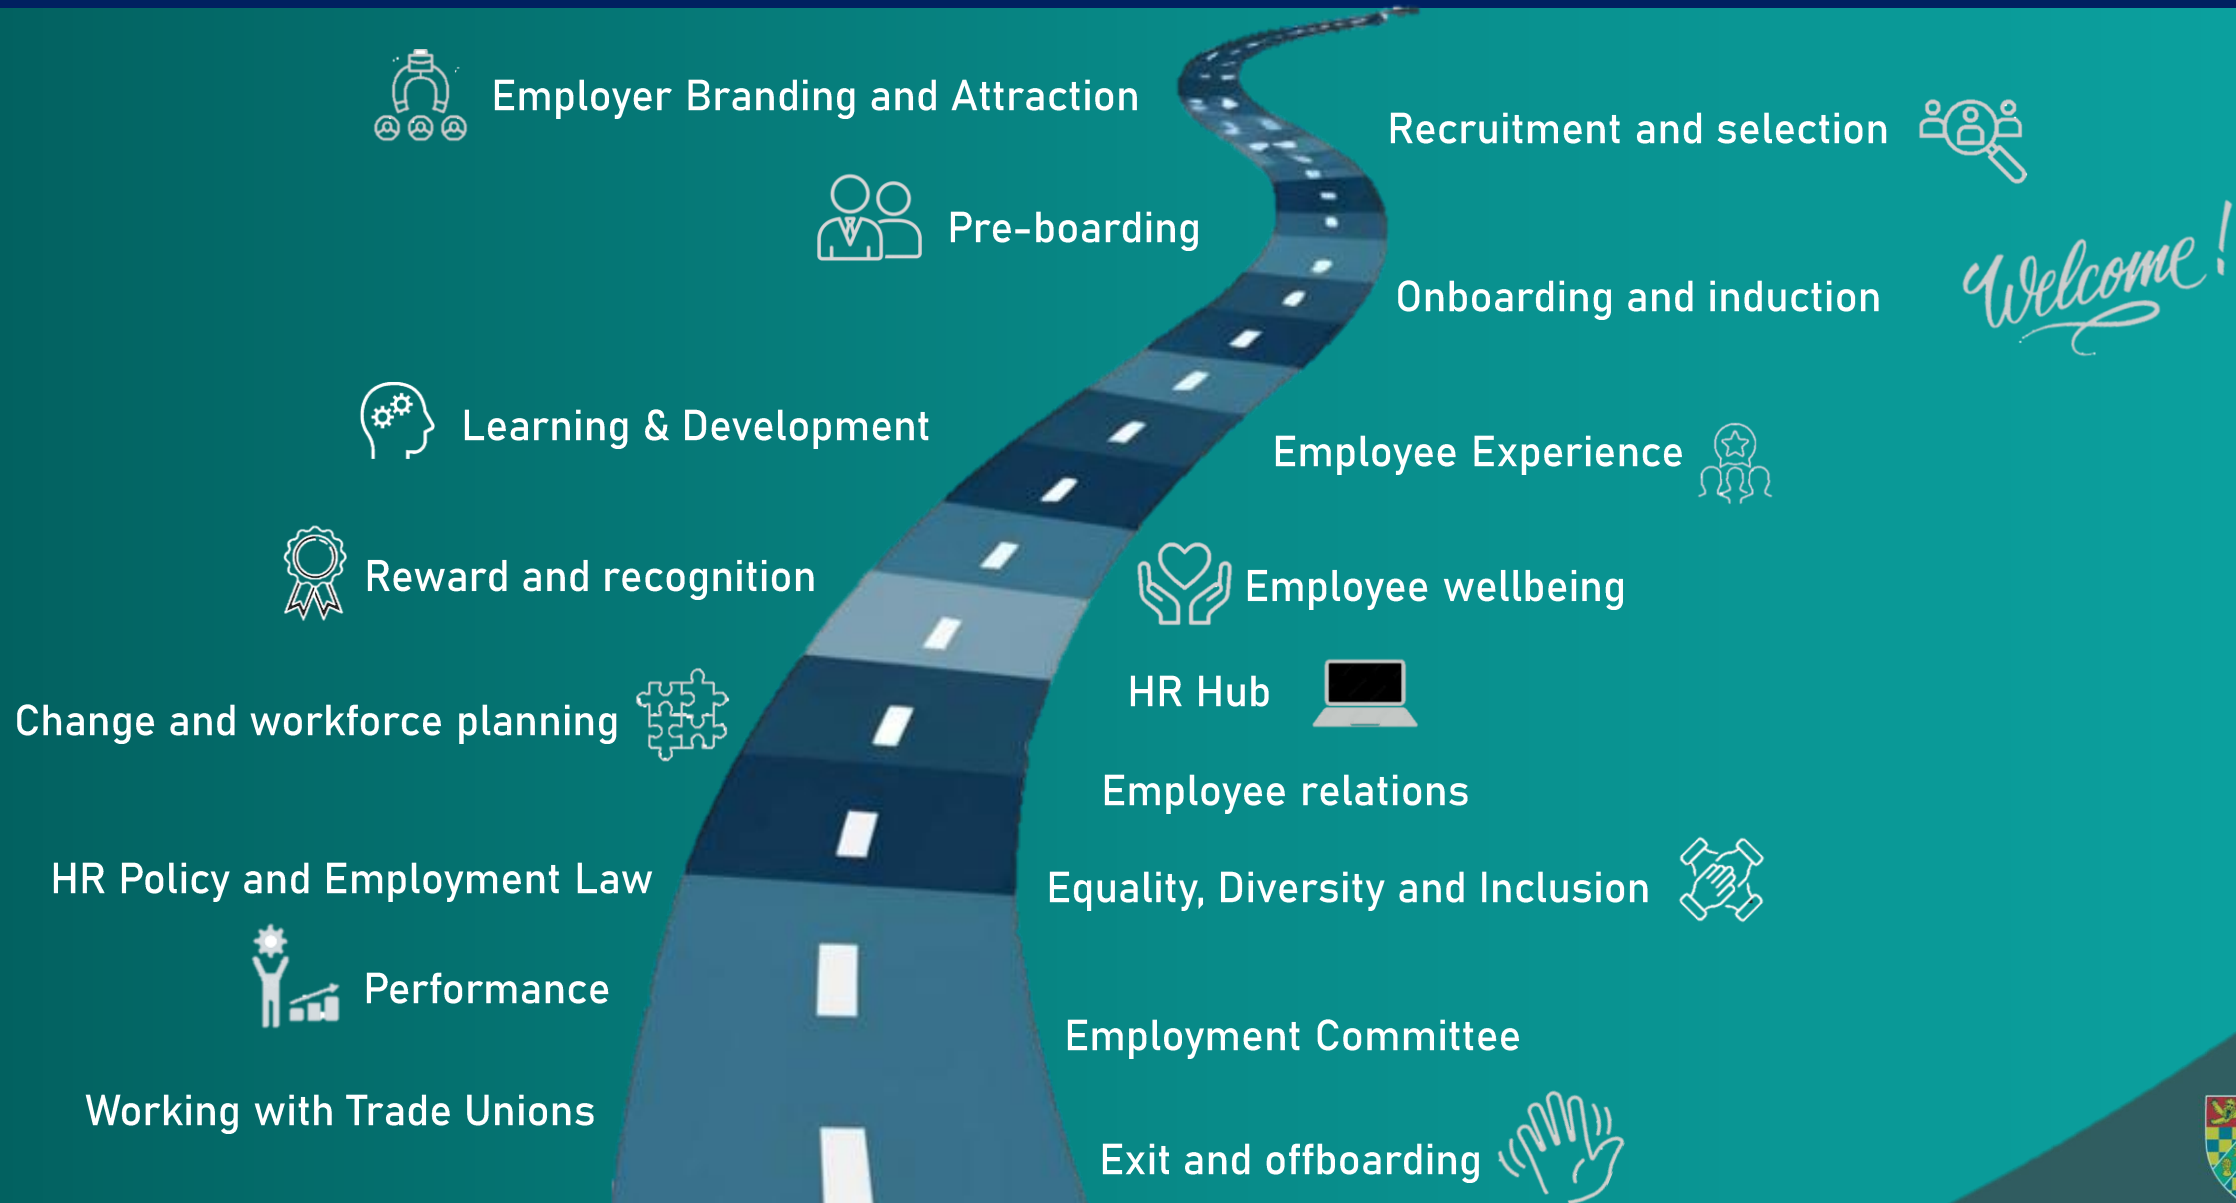 Employer Branding and Attraction
Recruitment and selection
Pre-boarding
Welcome!
Onboarding and induction
Learning & Development
Employee Experience
Reward and recognition
Employee wellbeing
HR Hub
Change and workforce planning
Employee relations
HR Policy and Employment Law
Equality, Diversity and Inclusion
Performance
Employment Committee
Working with Trade Unions
Exit and offboarding